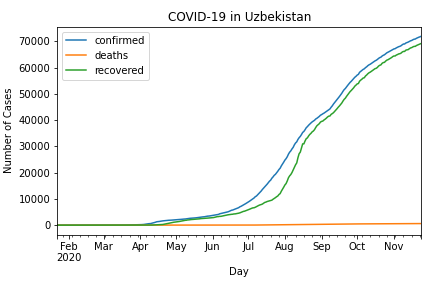 COVID-19 in Uzbekistan
confirmed
deaths
recovered
Number of Cases
70000
60000
50000
40000
30000
20000
10000
0
Feb Mar Apr May Jun Jul Aug Sep Oct Nov
2020
Day